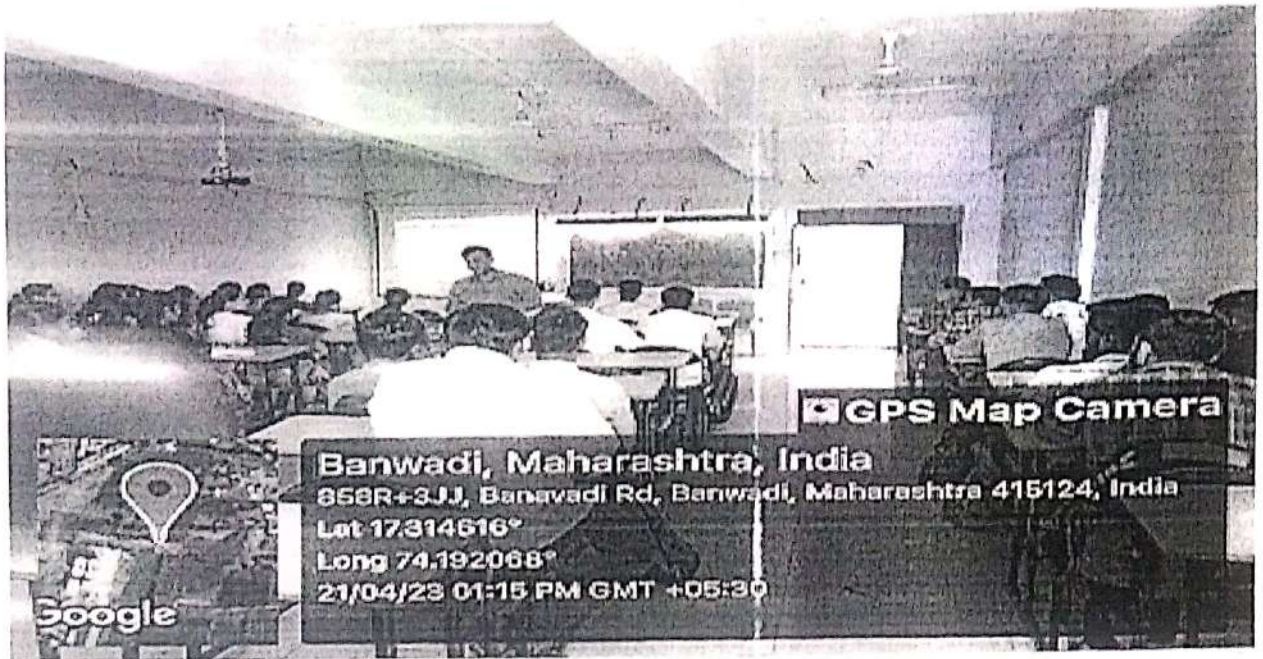 GPS Map Camera
Banwadi, Maharashtra, India
858R+3JJ, Banavadi Rd, Banwadi, Maharashtra 415124, India
Lat 17.314616°
Long 74.192068°
21/04/23 01:15 PM GMT +05:30
Google